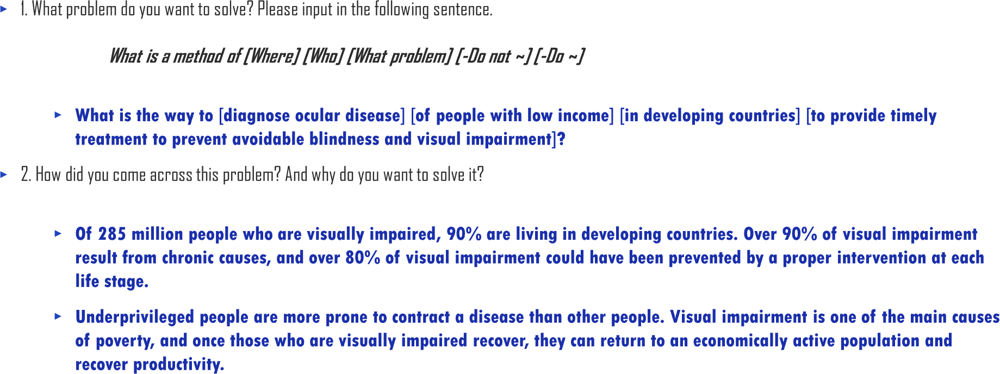 1. What problem do you want to solve? Please input in the following sentence.
What is a method of [Where] [Who] [What problem] [-Do not ~] [-Do ~]
What is the way to [diagnose ocular disease] [of people with low income] [in developing countries] [to provide timely
treatment to prevent avoidable blindness and visual impairment]?
2. How did you come across this problem? And why do you want to solve it?
Of 285 million people who are visually impaired, 90% are living in developing countries. Over 90% of visual impairment
result from chronic causes, and over 80% of visual impairment could have been prevented by a proper intervention at each
life stage.
Underprivileged people are more prone to contract a disease than other people. Visual impairment is one of the main causes
of poverty, and once those who are visually impaired recover, they can return to an economically active population and
recover productivity.